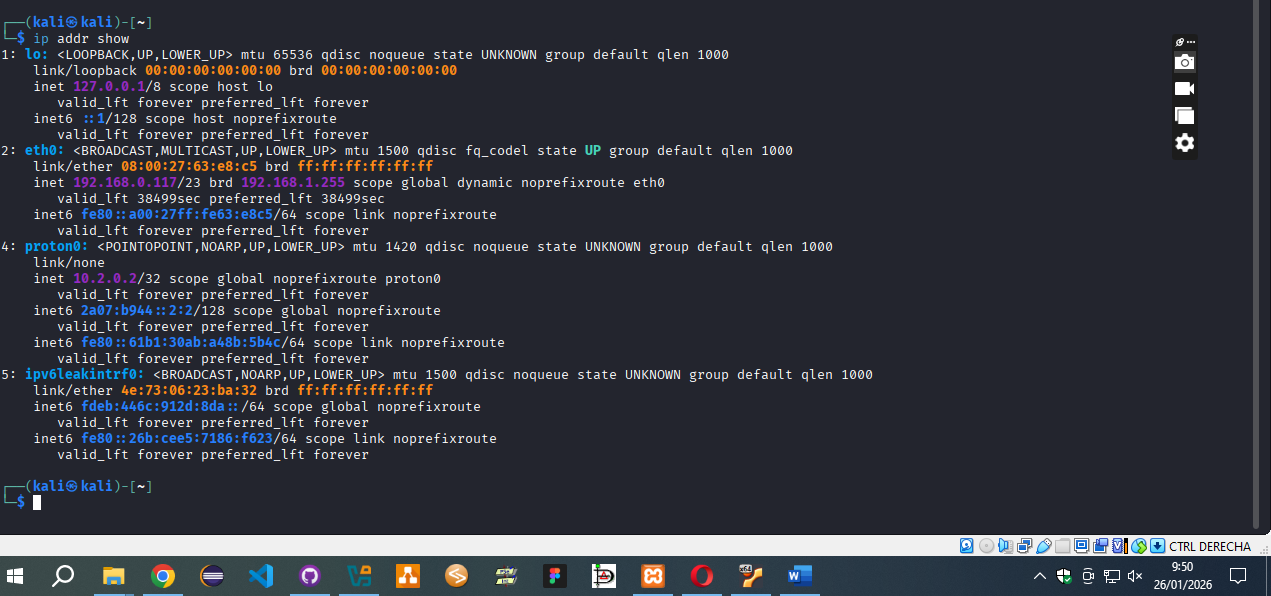 ┌──(kali㉿kali)-[~]
└─$ ip addr show
1: lo: <LOOPBACK,UP,LOWER_UP> mtu 65536 qdisc noqueue state UNKNOWN group default qlen 1000
    link/loopback 00:00:00:00:00:00 brd 00:00:00:00:00:00
    inet 127.0.0.1/8 scope host lo
       valid_lft forever preferred_lft forever
    inet6 ::1/128 scope host noprefixroute
       valid_lft forever preferred_lft forever
2: eth0: <BROADCAST,MULTICAST,UP,LOWER_UP> mtu 1500 qdisc fq_codel state UP group default qlen 1000
    link/ether 08:00:27:63:e8:c5 brd ff:ff:ff:ff:ff:ff
    inet 192.168.0.117/23 brd 192.168.1.255 scope global dynamic noprefixroute eth0
       valid_lft 38499sec preferred_lft 38499sec
    inet6 fe80::a00:27ff:fe63:e8c5/64 scope link noprefixroute
       valid_lft forever preferred_lft forever
4: proton0: <POINTOPOINT,NOARP,UP,LOWER_UP> mtu 1420 qdisc noqueue state UNKNOWN group default qlen 1000
    link/none
    inet 10.2.0.2/32 scope global noprefixroute proton0
       valid_lft forever preferred_lft forever
    inet6 2a07:b944::2:2/128 scope global noprefixroute
       valid_lft forever preferred_lft forever
    inet6 fe80::61b1:30ab:a48b:5b4c/64 scope link noprefixroute
       valid_lft forever preferred_lft forever
5: ipv6leakintrf0: <BROADCAST,NOARP,UP,LOWER_UP> mtu 1500 qdisc noqueue state UNKNOWN group default qlen 1000
    link/ether 4e:73:06:23:ba:32 brd ff:ff:ff:ff:ff:ff
    inet6 fdeb:446c:912d:8da::/64 scope global noprefixroute
       valid_lft forever preferred_lft forever
    inet6 fe80::26b:cee5:7186:f623/64 scope link noprefixroute
       valid_lft forever preferred_lft forever
┌──(kali㉿kali)-[~]
└─$
CTRL DERECHA
9:50
26/01/2026